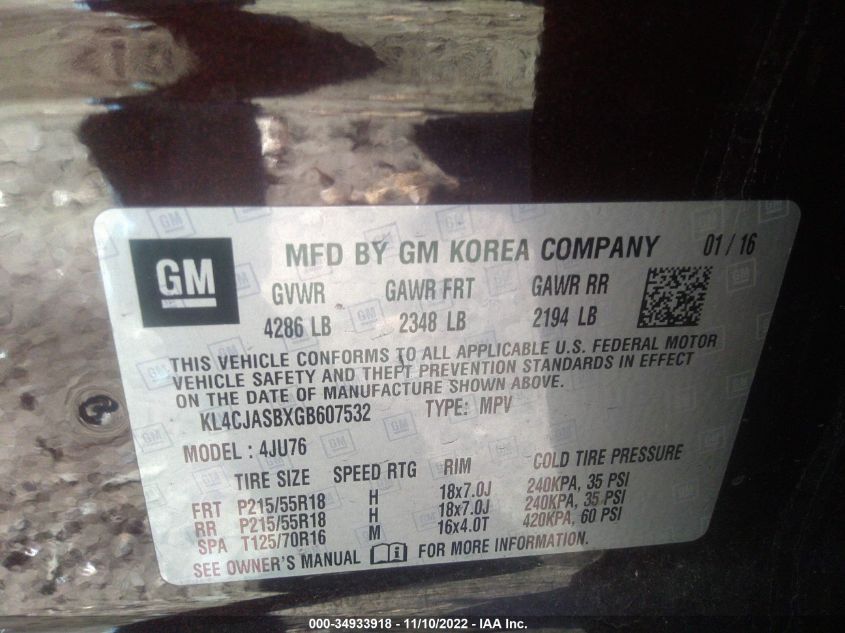 GM
MFD BY GM KOREA COMPANY 01 / 16
GVWR GAWR FRT GAWR RR
4286 LB 2348 LB 2194 LB
THIS VEHICLE CONFORMS TO ALL APPLICABLE U.S. FEDERAL MOTOR
VEHICLE SAFETY AND THEFT PREVENTION STANDARDS IN EFFECT
ON THE DATE OF MANUFACTURE SHOWN ABOVE.
KL4CJASBXGB607532 TYPE: MPV
MODEL : 4JU76
TIRE SIZE SPEED RTG RIM COLD TIRE PRESSURE
FRT P215/55R18 H 18x7.0J 240KPA, 35 PSI
RR P215/55R18 H 18x7.0J 240KPA, 35 PSI
SPA T125/70R16 M 16x4.0T 420KPA, 60 PSI
SEE OWNER'S MANUAL FOR MORE INFORMATION.
000-34933918 - 11/10/2022 - IAA Inc.